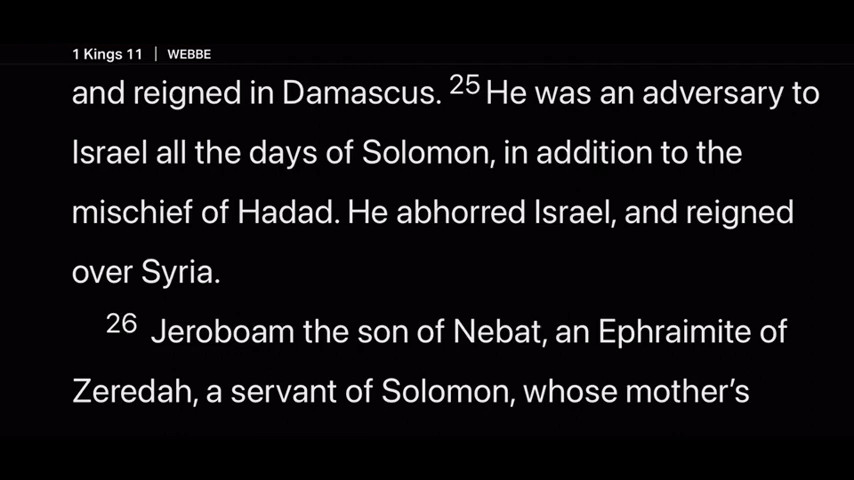 1 Kings 11 | WEBBE
and reigned in Damascus. 25 He was an adversary to
Israel all the days of Solomon, in addition to the
mischief of Hadad. He abhorred Israel, and reigned
over Syria.
26 Jeroboam the son of Nebat, an Ephraimite of
Zeredah, a servant of Solomon, whose mother’s